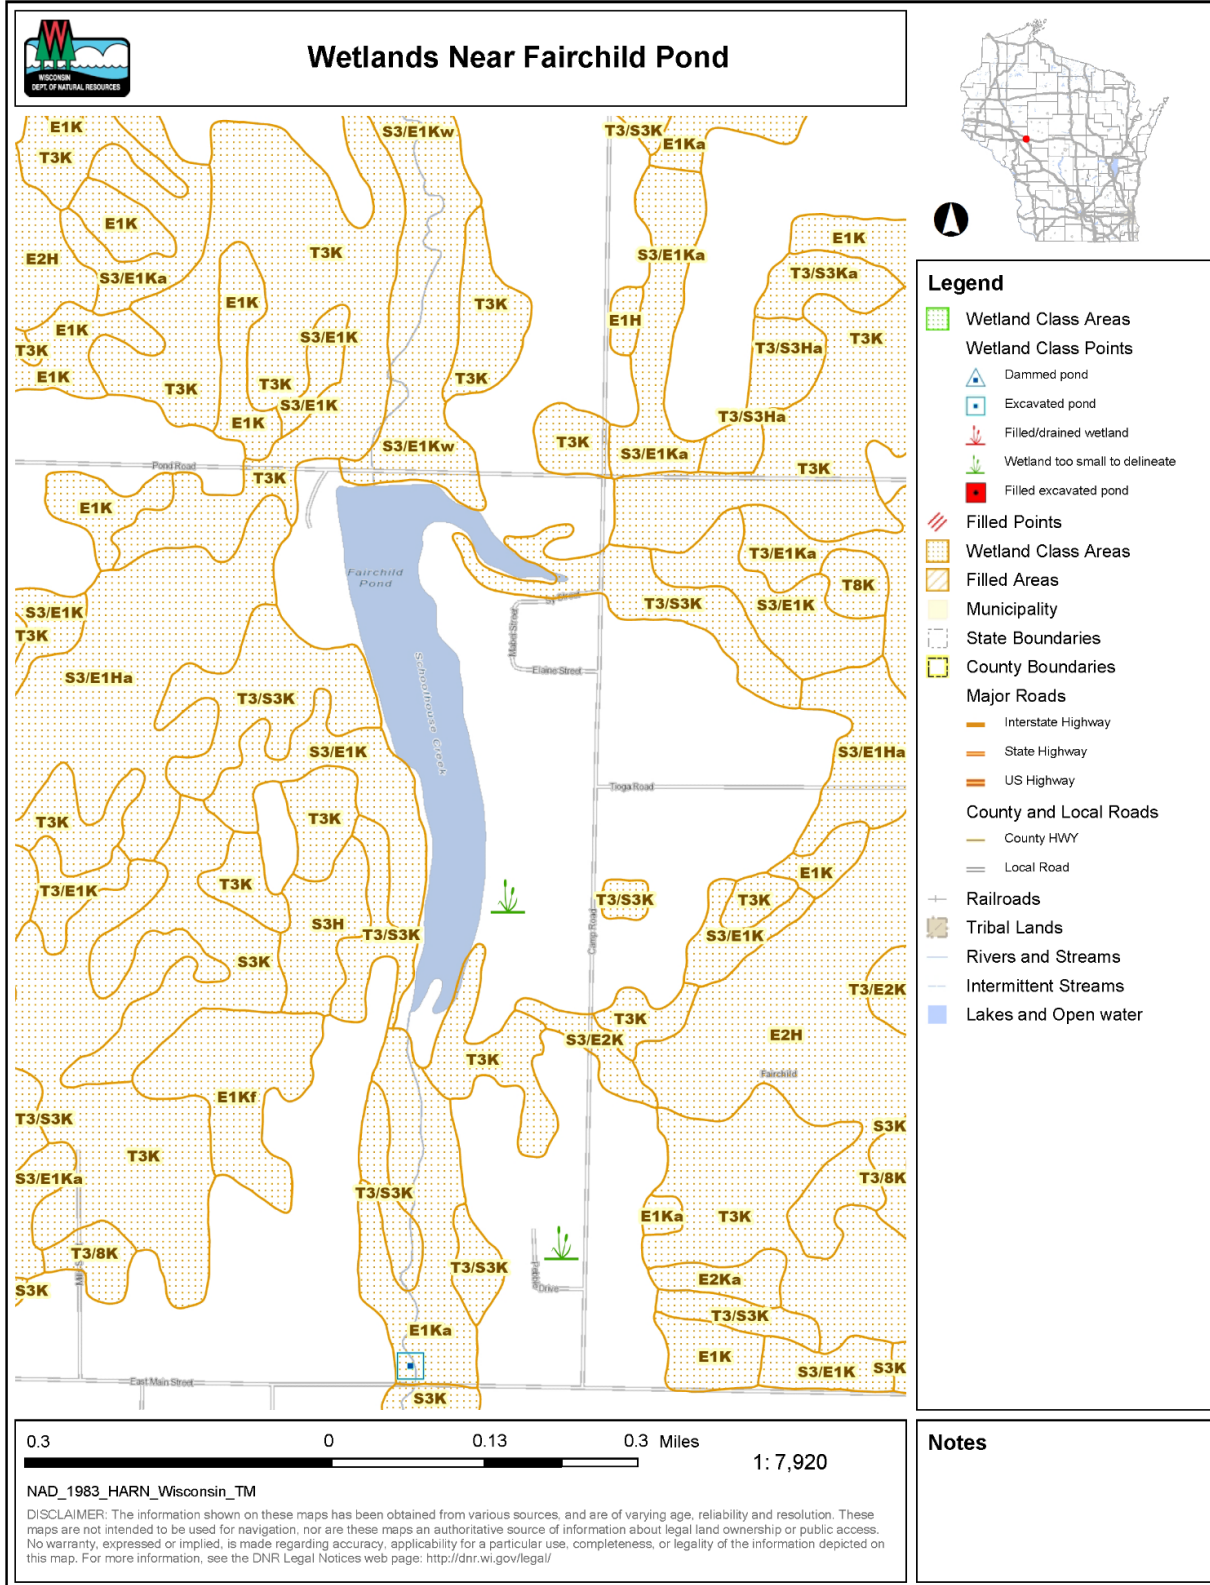 WISCONSIN
DEPT. OF NATURAL RESOURCES
Wetlands Near Fairchild Pond
E1K
S3/E1Kw
T3/S3K
E1Ka
T3K
E1K
T3K
S3/E1Ka
E1K
E2H
S3/E1Ka
T3/S3Ka
E1K
T3K
E1H
E1K
S3/E1K
T3K
T3K
T3/S3Ha
E1K
T3K
T3K
T3K
S3/E1K
T3/S3Ha
E1K
S3/E1Kw
T3K
S3/E1Ka
Pond Road
T3K
T3K
E1K
T3/E1Ka
Fairchild
Pond
T8K
S3/E1K
T3/S3K
S3/E1K
T3K
Sy Street
Mabel Street
Elaine Street
S3/E1Ha
T3/S3K
Schoolhouse Creek
S3/E1K
S3/E1Ha
Tioga Road
T3K
T3K
E1K
T3/E1K
T3K
T3/S3K
T3K
S3H
T3/S3K
S3/E1K
Camp Road
S3K
T3/E2K
T3K
S3/E2K
E2H
T3K
Fairchild
E1Kf
T3/S3K
S3K
T3K
S3/E1Ka
T3/8K
T3/S3K
E1Ka
T3K
T3/8K
T3/S3K
E2Ka
Drive
S3K
T3/S3K
E1Ka
E1K
S3/E1K
S3K
East Main Street
S3K
Legend
Wetland Class Areas
Wetland Class Points
Dammed pond
Excavated pond
Filled/drained wetland
Wetland too small to delineate
Filled excavated pond
Filled Points
Wetland Class Areas
Filled Areas
Municipality
State Boundaries
County Boundaries
Major Roads
Interstate Highway
State Highway
US Highway
County and Local Roads
County HWY
Local Road
Railroads
Tribal Lands
Rivers and Streams
Intermittent Streams
Lakes and Open water
0.3 0 0.13 0.3 Miles
1: 7,920
NAD_1983_HARN_Wisconsin_TM
DISCLAIMER: The information shown on these maps has been obtained from various sources, and are of varying age, reliability and resolution. These
maps are not intended to be used for navigation, nor are these maps an authoritative source of information about legal land ownership or public access.
No warranty, expressed or implied, is made regarding accuracy, applicability for a particular use, completeness, or legality of the information depicted on
this map. For more information, see the DNR Legal Notices web page: http://dnr.wi.gov/legal/
Notes